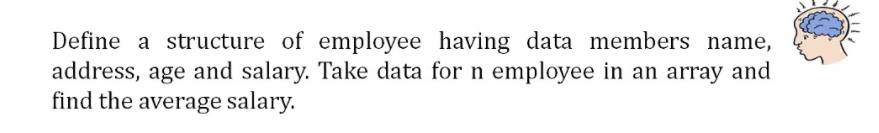 Define a structure of employee having data members name,
address, age and salary. Take data for n employee in an array and
find the average salary.